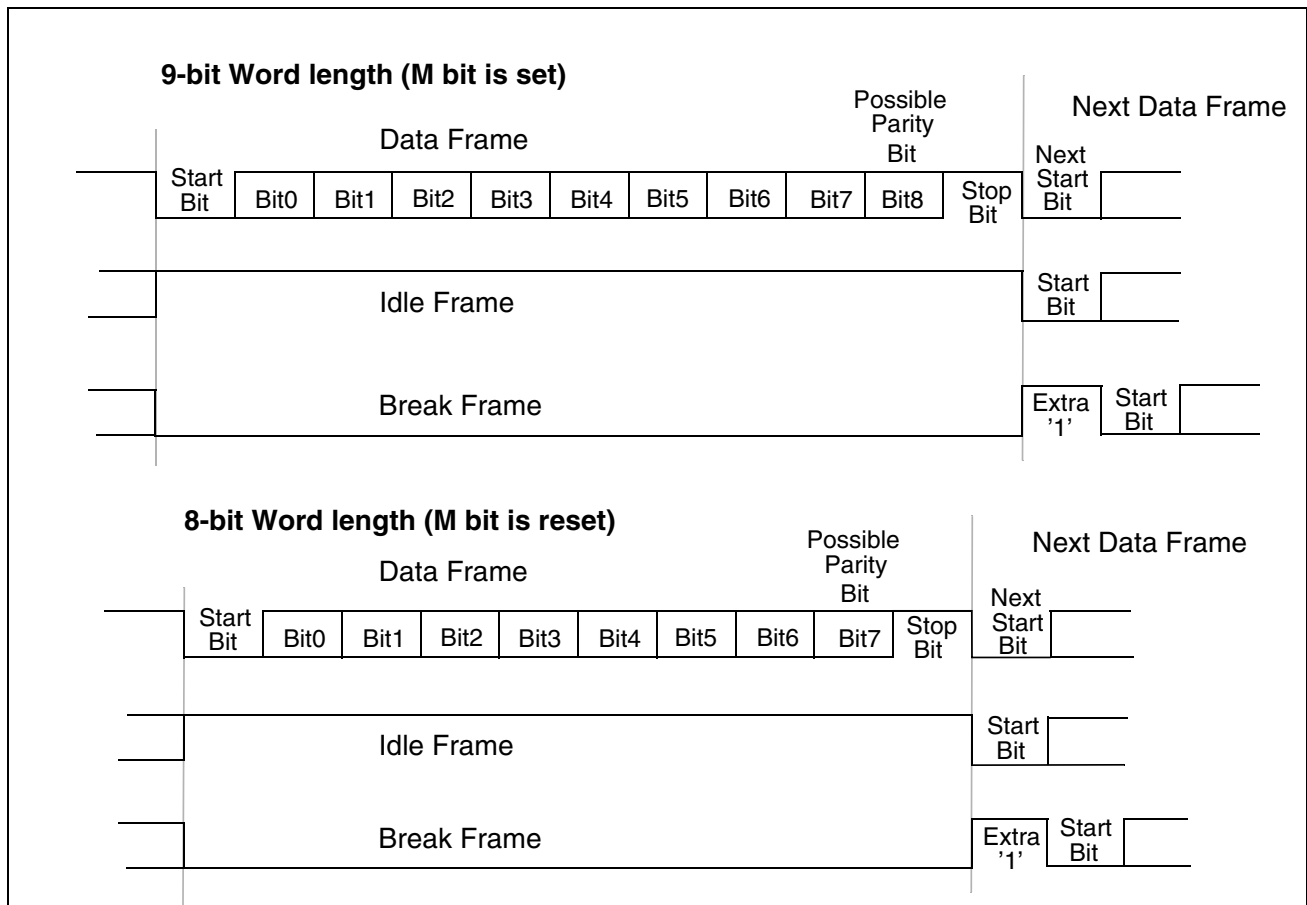 9-bit Word length (M bit is set)
Possible
Parity
Bit
Next Data Frame
Data Frame
Next
Start
Bit
Start
Bit
Bit0 Bit1 Bit2 Bit3 Bit4 Bit5 Bit6 Bit7 Bit8
Stop
Bit
Idle Frame
Start
Bit
Break Frame
Extra
'1'
Start
Bit
8-bit Word length (M bit is reset)
Possible
Parity
Bit
Next Data Frame
Data Frame
Next
Start
Bit
Start
Bit
Bit0 Bit1 Bit2 Bit3 Bit4 Bit5 Bit6 Bit7
Stop
Bit
Idle Frame
Start
Bit
Break Frame
Extra
'1'
Start
Bit